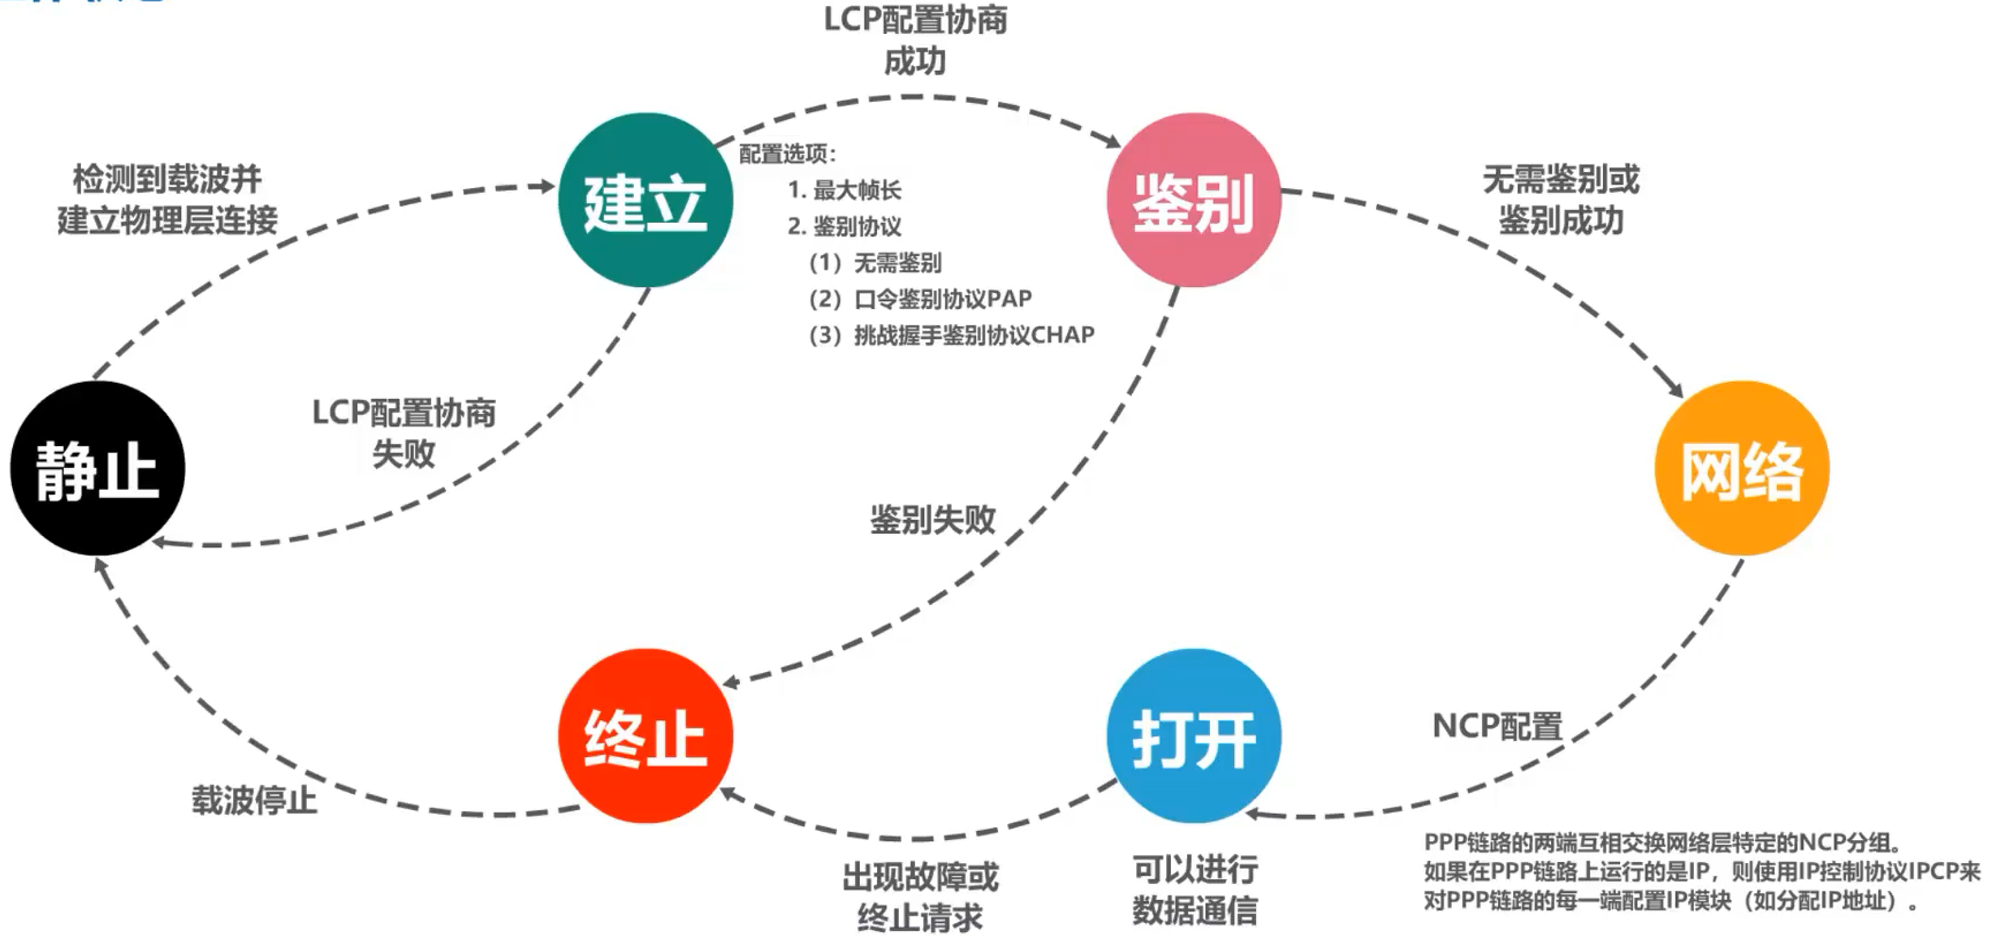 LCP配置协商
成功
检测到载波并
建立物理层连接
建立
配置选项：
1. 最大帧长
2. 鉴别协议
（1）无需鉴别
（2）口令鉴别协议PAP
（3）挑战握手鉴别协议CHAP
鉴别
无需鉴别或
鉴别成功
静止
LCP配置协商
失败
网络
鉴别失败
终止
打开
NCP配置
载波停止
出现故障或
终止请求
可以进行
数据通信
PPP链路的两端互相交换网络层特定的NCP分组。
如果在PPP链路上运行的是IP，则使用IP控制协议IPCP来
对PPP链路的每一端配置IP模块（如分配IP地址）。